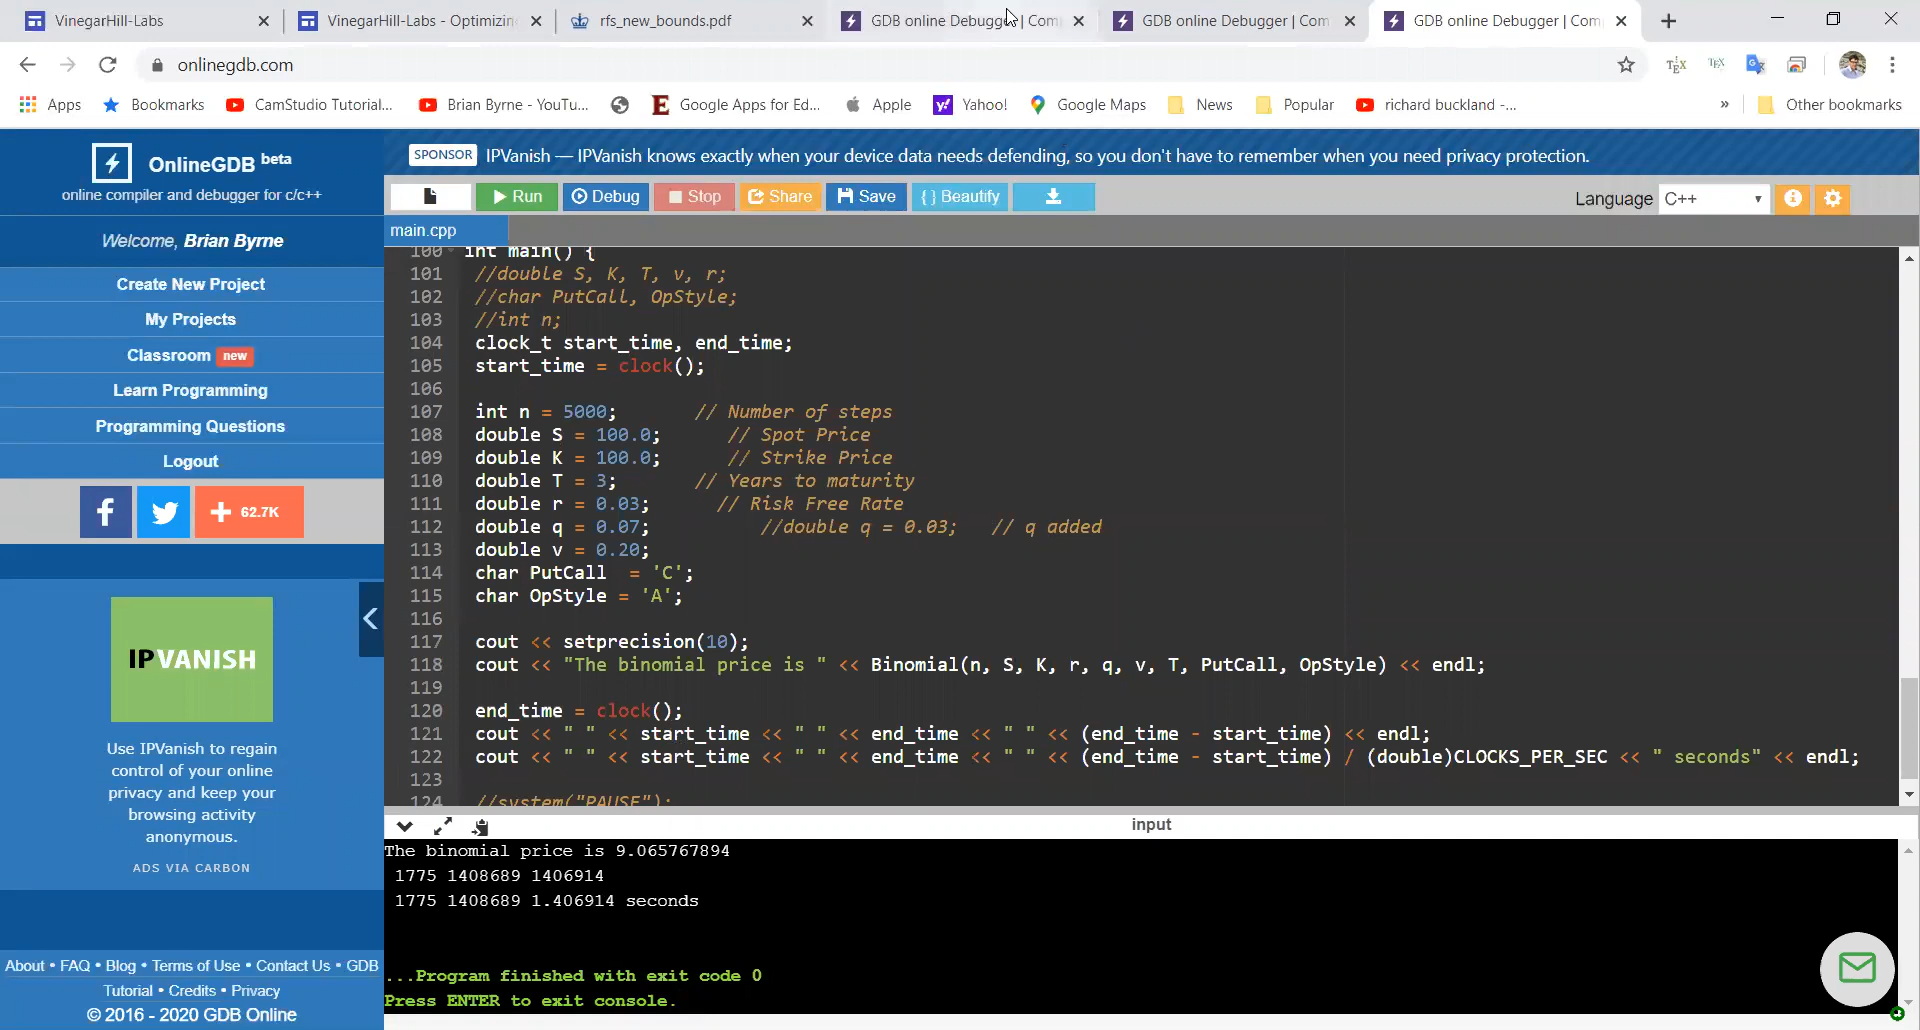 VinegarHill-Labs
VinegarHill-Labs - Optimizin
rfs_new_bounds.pdf
GDB online Debugger | Com
GDB online Debugger | Com
GDB online Debugger | Com
onlinegdb.com
TEX
TEX
Apps
Bookmarks
CamStudio Tutorial...
Brian Byrne - YouTu...
Google Apps for Ed...
Apple
Yahoo!
Google Maps
News
Popular
richard buckland -...
»
Other bookmarks
OnlineGDB beta
online compiler and debugger for c/c++
SPONSOR IPVanish — IPVanish knows exactly when your device data needs defending, so you don't have to remember when you need privacy protection.
Run
Debug
Stop
Share
Save
{ } Beautify
Language C++
main.cpp
Welcome, Brian Byrne
Create New Project
My Projects
Classroom new
Learn Programming
Programming Questions
Logout
+ 62.7K
IPVANISH
Use IPVanish to regain
control of your online
privacy and keep your
browsing activity
anonymous.
ADS VIA CARBON
About • FAQ • Blog • Terms of Use • Contact Us • GDB
Tutorial • Credits • Privacy
© 2016 - 2020 GDB Online
100 int main() {
101 //double S, K, T, v, r;
102 //char PutCall, OpStyle;
103 //int n;
104 clock_t start_time, end_time;
105 start_time = clock();
106
107 int n = 5000; // Number of steps
108 double S = 100.0; // Spot Price
109 double K = 100.0; // Strike Price
110 double T = 3; // Years to maturity
111 double r = 0.03; // Risk Free Rate
112 double q = 0.07; //double q = 0.03; // q added
113 double v = 0.20;
114 char PutCall = 'C';
115 char OpStyle = 'A';
116
117 cout << setprecision(10);
118 cout << "The binomial price is " << Binomial(n, S, K, r, q, v, T, PutCall, OpStyle) << endl;
119
120 end_time = clock();
121 cout << " " << start_time << " " << end_time << " " << (end_time - start_time) << endl;
122 cout << " " << start_time << " " << end_time << " " << (end_time - start_time) / (double)CLOCKS_PER_SEC << " seconds" << endl;
123
124 //system("PAUSE");
input
The binomial price is 9.065767894
1775 1408689 1406914
1775 1408689 1.406914 seconds
...Program finished with exit code 0
Press ENTER to exit console.